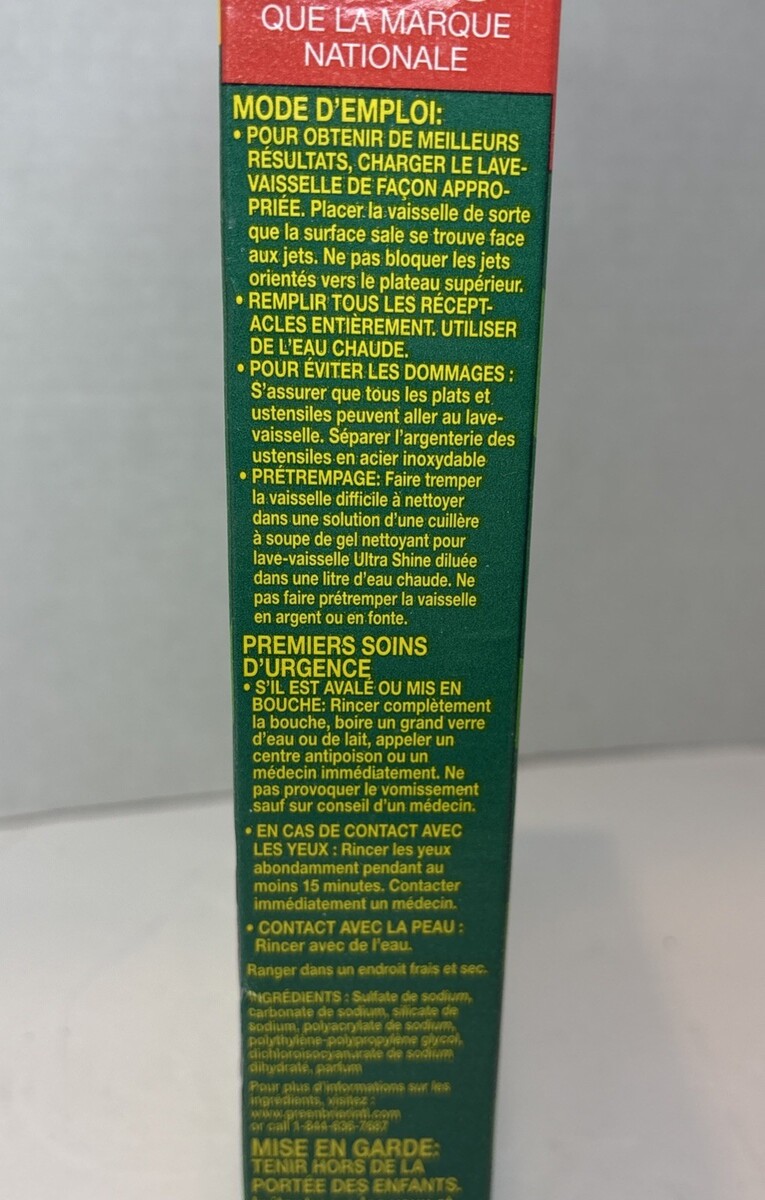 QUE LA MARQUE
NATIONALE
MODE D'EMPLOI:
• POUR OBTENIR DE MEILLEURS
RÉSULTATS, CHARGER LE LAVE-
VAISSELLE DE FAÇON APPRO-
PRIÉE. Placer la vaisselle de sorte
que la surface sale se trouve face
aux jets. Ne pas bloquer les jets
orientés vers le plateau supérieur.
• REMPLIR TOUS LES RÉCEPT-
ACLES ENTIÈREMENT. UTILISER
DE L'EAU CHAUDE.
• POUR ÉVITER LES DOMMAGES :
S'assurer que tous les plats et
ustensiles peuvent aller au lave-
vaisselle. Séparer l'argenterie des
ustensiles en acier inoxydable
• PRÉTREMPAGE: Faire tremper
la vaisselle difficile à nettoyer
dans une solution d'une cuillère
à soupe de gel nettoyant pour
lave-vaisselle Ultra Shine diluée
dans une litre d'eau chaude. Ne
pas faire prétremper la vaisselle
en argent ou en fonte.
PREMIERS SOINS
D'URGENCE
• S'IL EST AVALÉ OU MIS EN
BOUCHE: Rincer complètement
la bouche, boire un grand verre
d'eau ou de lait, appeler un
centre antipoison ou un
médecin immédiatement. Ne
pas provoquer le vomissement
sauf sur conseil d'un médecin.
• EN CAS DE CONTACT AVEC
LES YEUX : Rincer les yeux
abondamment pendant au
moins 15 minutes. Contacter
immédiatement un médecin.
• CONTACT AVEC LA PEAU :
Rincer avec de l'eau.
Ranger dans un endroit frais et sec.
INGRÉDIENTS : Sulfate de sodium,
carbonate de sodium, silicate de
sodium, polyacrylate de sodium,
polythylène-polypropylène glycol,
dichloroisocyanurate de sodium
dihydraté, parfum
Pour plus d'informations sur les
ingrédients, visitez :
www.greenbrierintl.com
or call 1-844-636-7687
MISE EN GARDE:
TENIR HORS DE LA
PORTÉE DES ENFANTS.